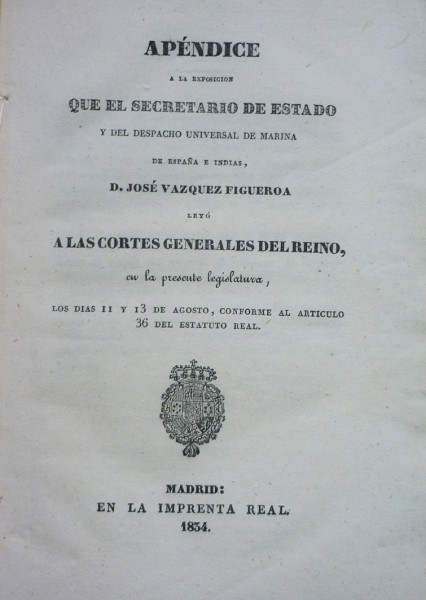 APÉNDICE
A LA EXPOSICION
QUE EL SECRETARIO DE ESTADO
Y DEL DESPACHO UNIVERSAL DE MARINA
DE ESPAÑA E INDIAS,
D. JOSÉ VAZQUEZ FIGUEROA
LEYÓ
A LAS CORTES GENERALES DEL REINO,
en la presente legislatura,
LOS DIAS 11 Y 13 DE AGOSTO, CONFORME AL ARTICULO
36 DEL ESTATUTO REAL.
MADRID:
EN LA IMPRENTA REAL.
1834.